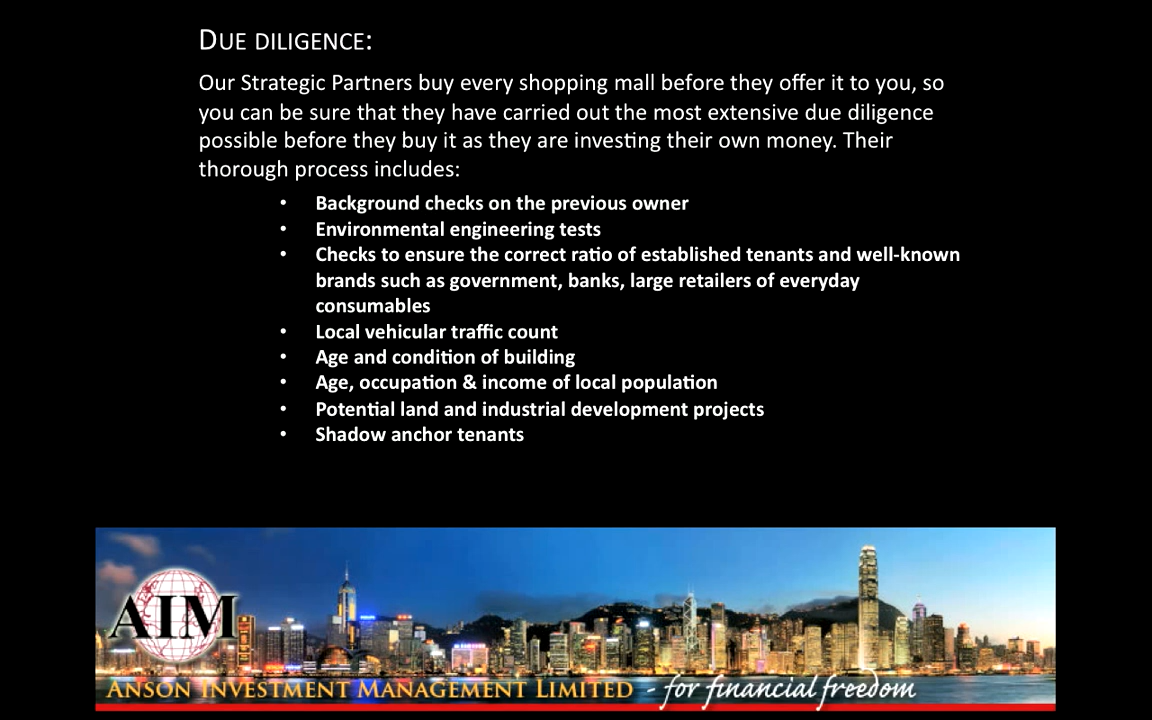 DUE DILIGENCE:
Our Strategic Partners buy every shopping mall before they offer it to you, so
you can be sure that they have carried out the most extensive due diligence
possible before they buy it as they are investing their own money. Their
thorough process includes:
• Background checks on the previous owner
• Environmental engineering tests
• Checks to ensure the correct ratio of established tenants and well-known
brands such as government, banks, large retailers of everyday
consumables
• Local vehicular traffic count
• Age and condition of building
• Age, occupation & income of local population
• Potential land and industrial development projects
• Shadow anchor tenants
AIM
ANSON INVESTMENT MANAGEMENT LIMITED - for financial freedom